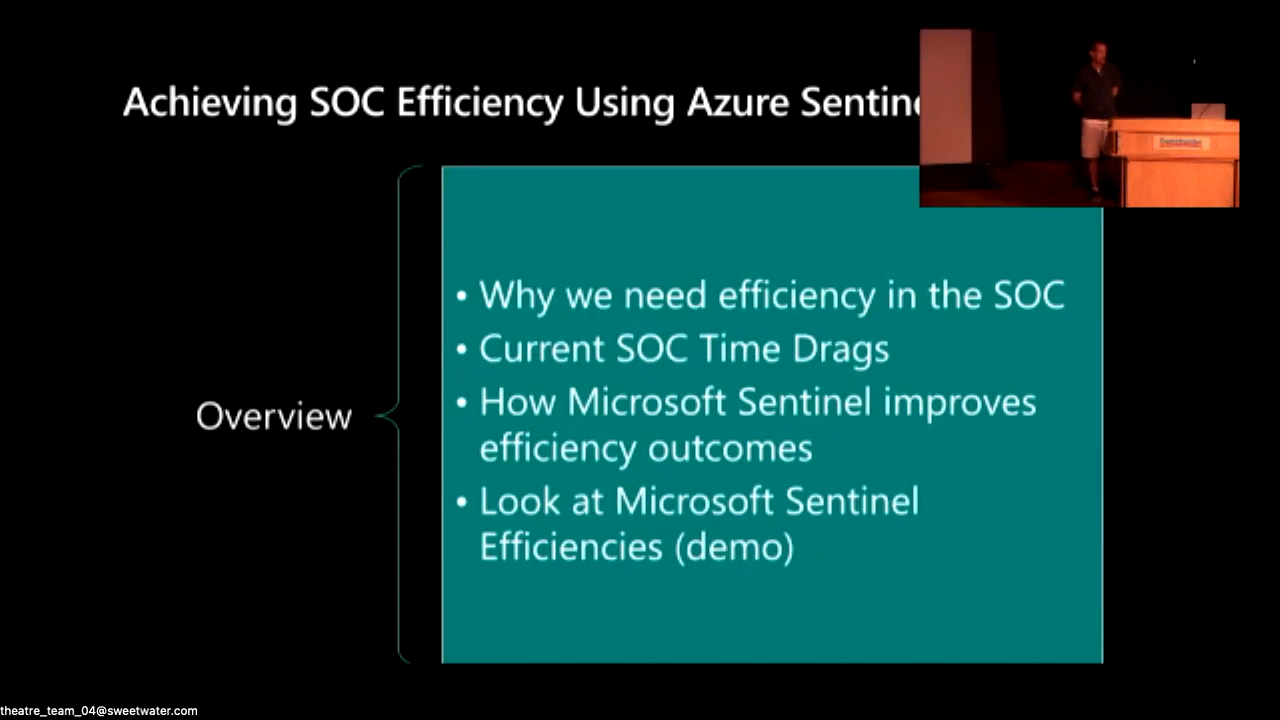 Achieving SOC Efficiency Using Azure
Sweetwater
• Why we need efficiency in the SOC
• Current SOC Time Drags
Overview
• How Microsoft Sentinel improves
efficiency outcomes
• Look at Microsoft Sentinel
Efficiencies (demo)
theatre_team_04@sweetwater.com